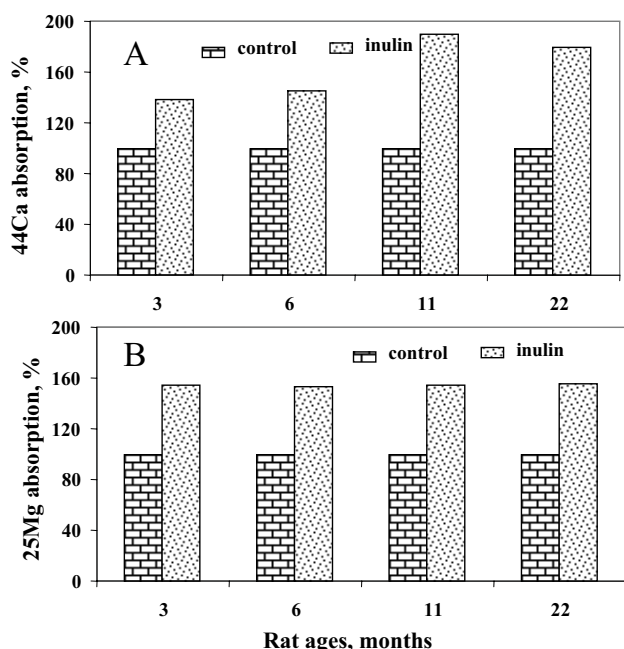 200
A
control
inulin
160
120
80
40
0
44Ca absorption, %
3 6 11 22
200
B
control
inulin
160
120
80
40
0
25Mg absorption, %
3 6 11 22
Rat ages, months